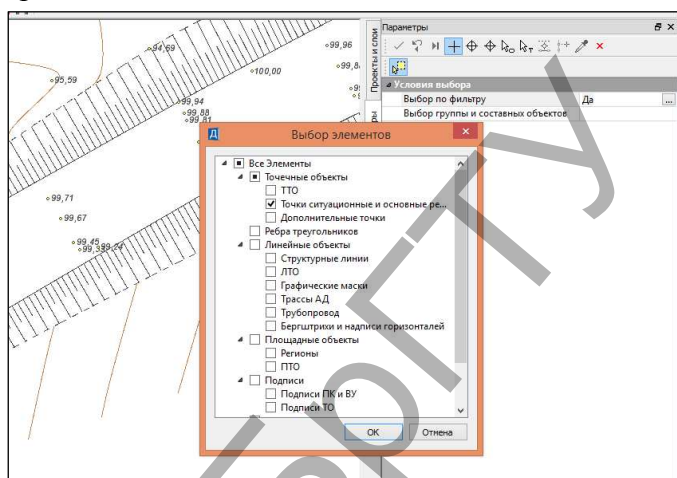 94,69
99,96
99,8
100,00
95,59
99,94
99,88
99,81
99,71
99,67
99,45
Параметры
Проекты и слои
Условия выбора
Выбор по фильтру Да ...
Выбор группы и составных объектов
Выбор элементов
Все Элементы
Точечные объекты
ТТО
Точки ситуационные и основные ре...
Дополнительные точки
Ребра треугольников
Линейные объекты
Структурные линии
ЛТО
Графические маски
Трассы АД
Трубопровод
Бергштрихи и надписи горизонталей
Площадные объекты
Регионы
ПТО
Подписи
Подписи ПК и ВУ
Подписи ТО
ОК Отмена